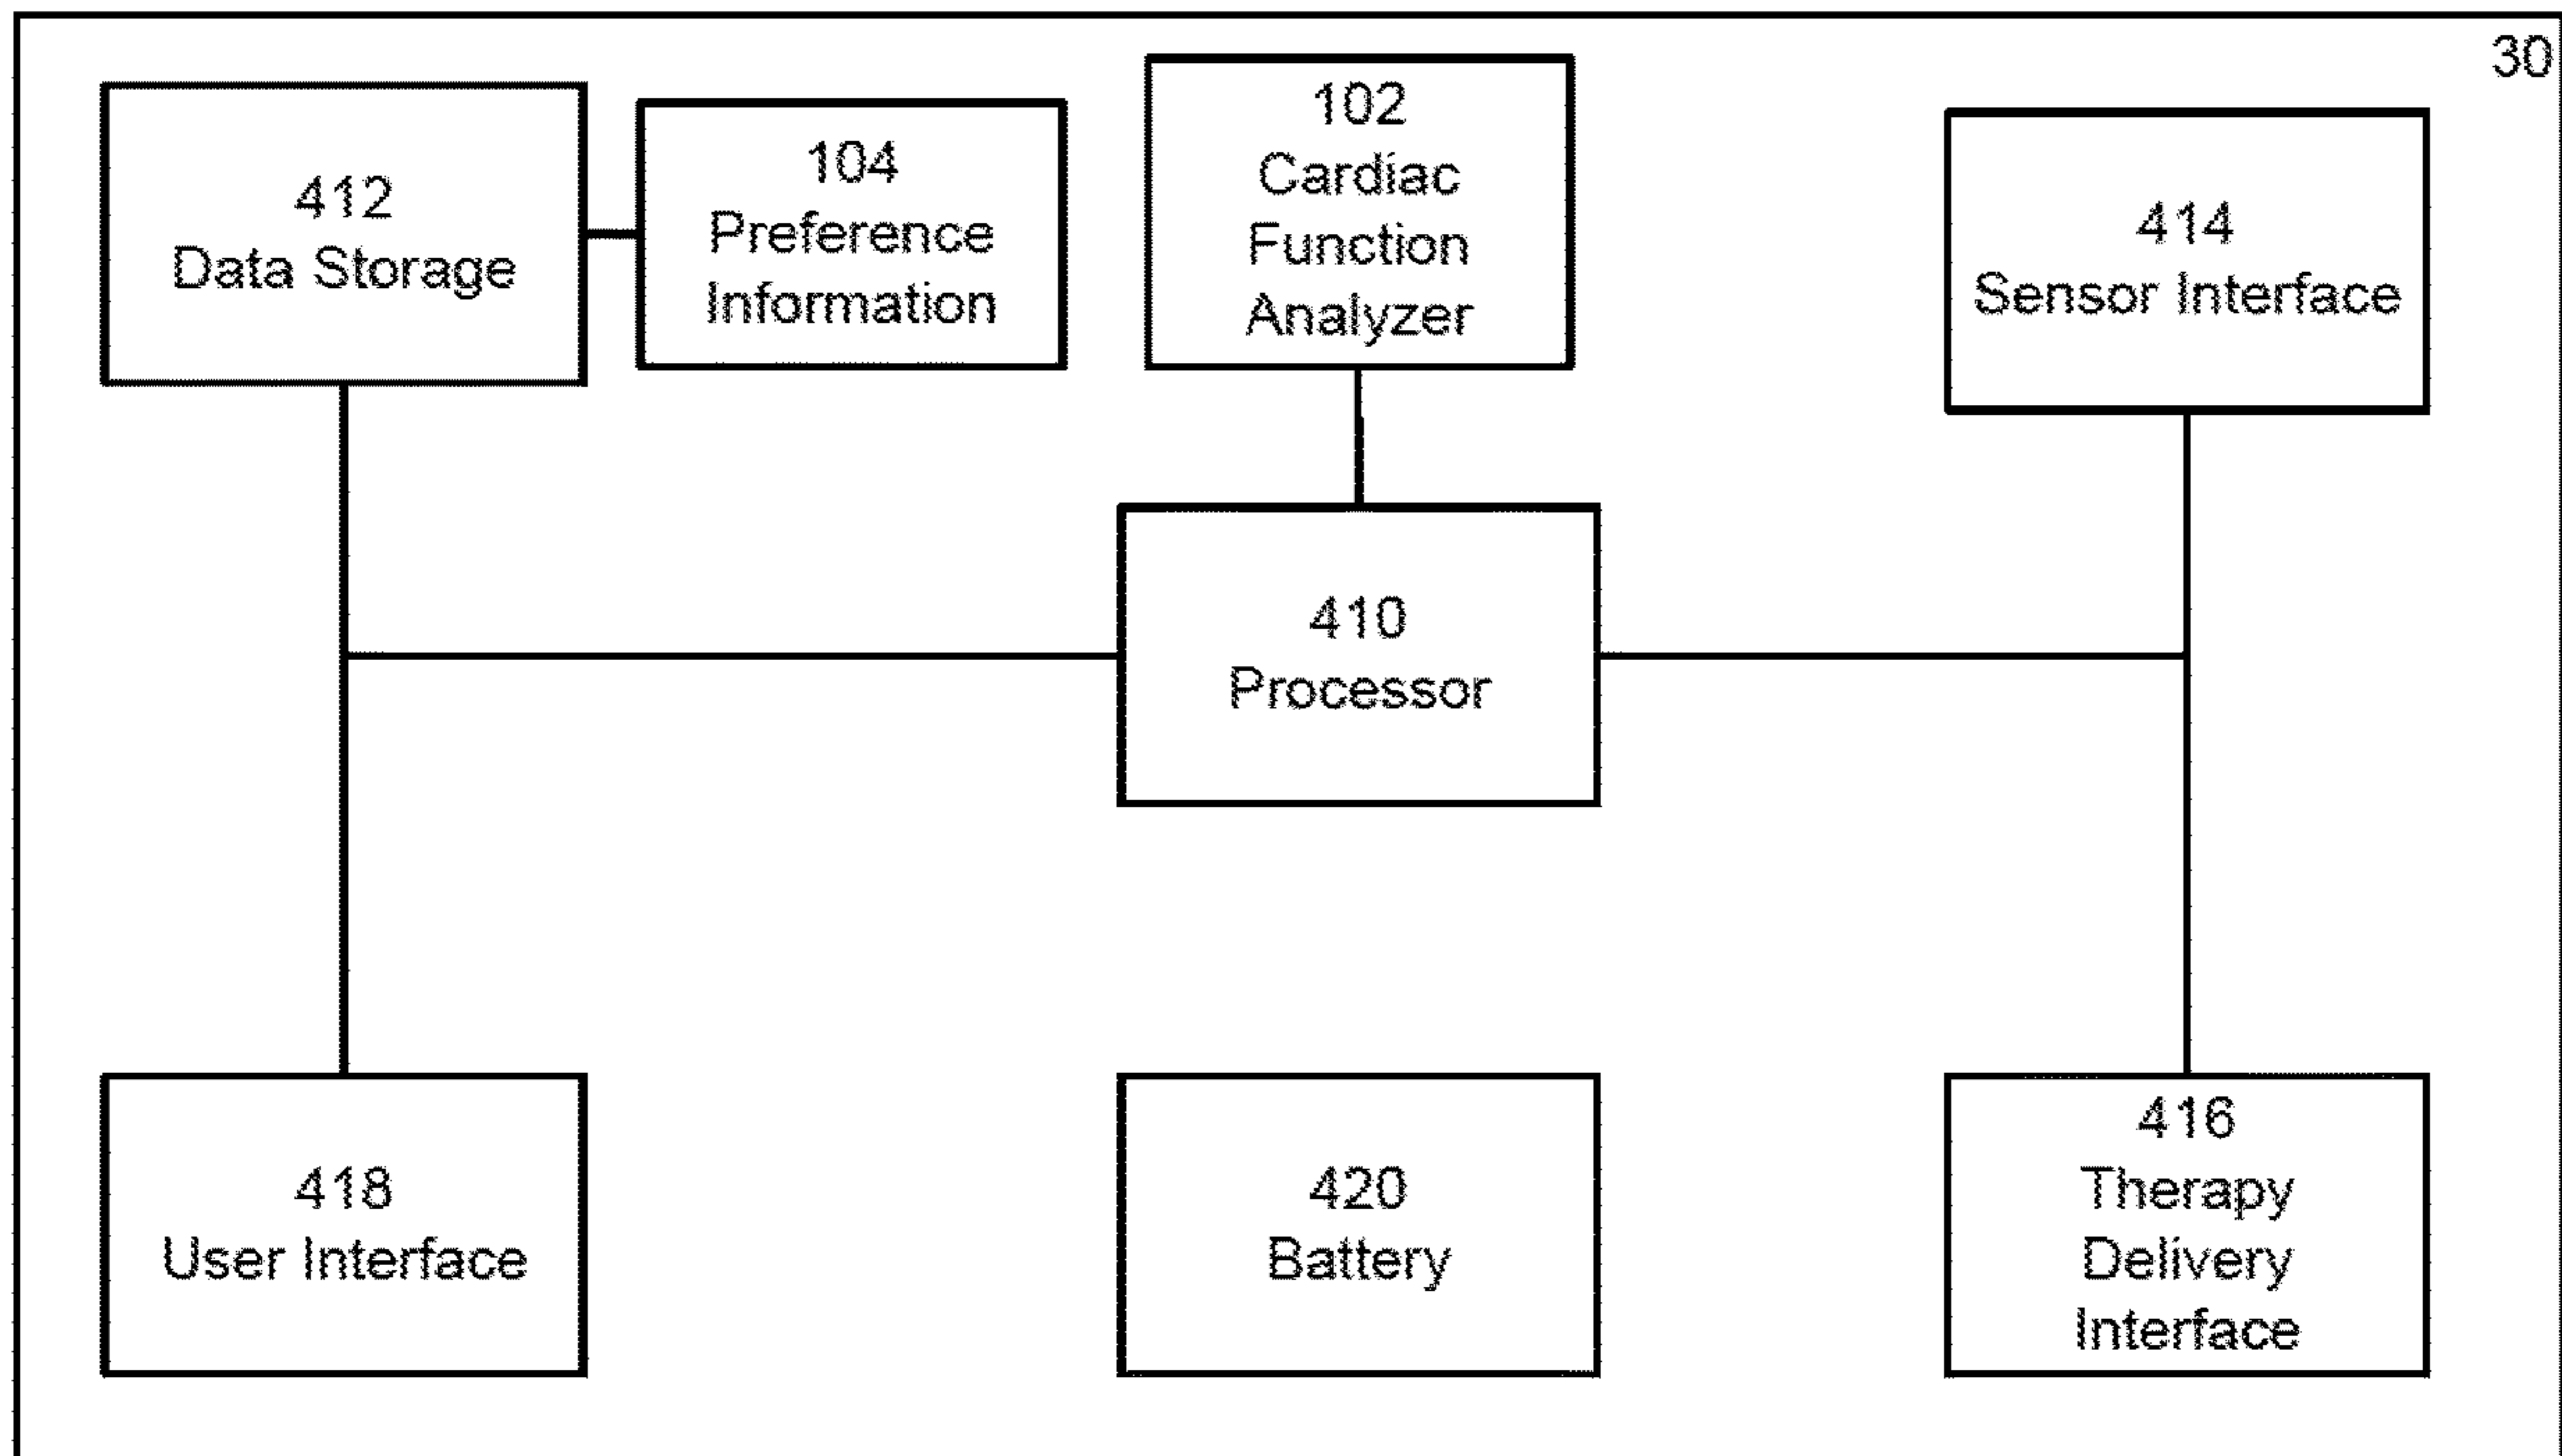 30
412
Data Storage
104
Preference
Information
102
Cardiac
Function
Analyzer
414
Sensor Interface
410
Processor
418
User Interface
420
Battery
416
Therapy
Delivery
Interface